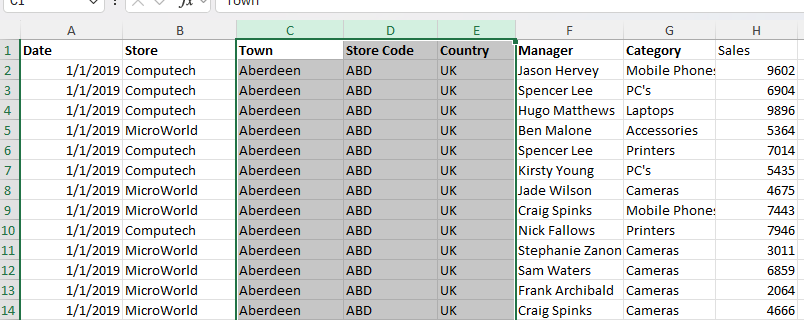 C1 fx Town
A B C D E F G H
1 Date Store Town Store Code Country Manager Category Sales
2 1/1/2019 Computech Aberdeen ABD UK Jason Hervey Mobile Phones 9602
3 1/1/2019 Computech Aberdeen ABD UK Spencer Lee PC's 6904
4 1/1/2019 Computech Aberdeen ABD UK Hugo Matthews Laptops 9896
5 1/1/2019 MicroWorld Aberdeen ABD UK Ben Malone Accessories 5364
6 1/1/2019 Computech Aberdeen ABD UK Spencer Lee Printers 7014
7 1/1/2019 Computech Aberdeen ABD UK Kirsty Young PC's 5435
8 1/1/2019 MicroWorld Aberdeen ABD UK Jade Wilson Cameras 4675
9 1/1/2019 MicroWorld Aberdeen ABD UK Craig Spinks Mobile Phones 7443
10 1/1/2019 Computech Aberdeen ABD UK Nick Fallows Printers 7946
11 1/1/2019 MicroWorld Aberdeen ABD UK Stephanie Zanon Cameras 3011
12 1/1/2019 MicroWorld Aberdeen ABD UK Sam Waters Cameras 6859
13 1/1/2019 MicroWorld Aberdeen ABD UK Frank Archibald Cameras 2064
14 1/1/2019 MicroWorld Aberdeen ABD UK Craig Spinks Cameras 4666